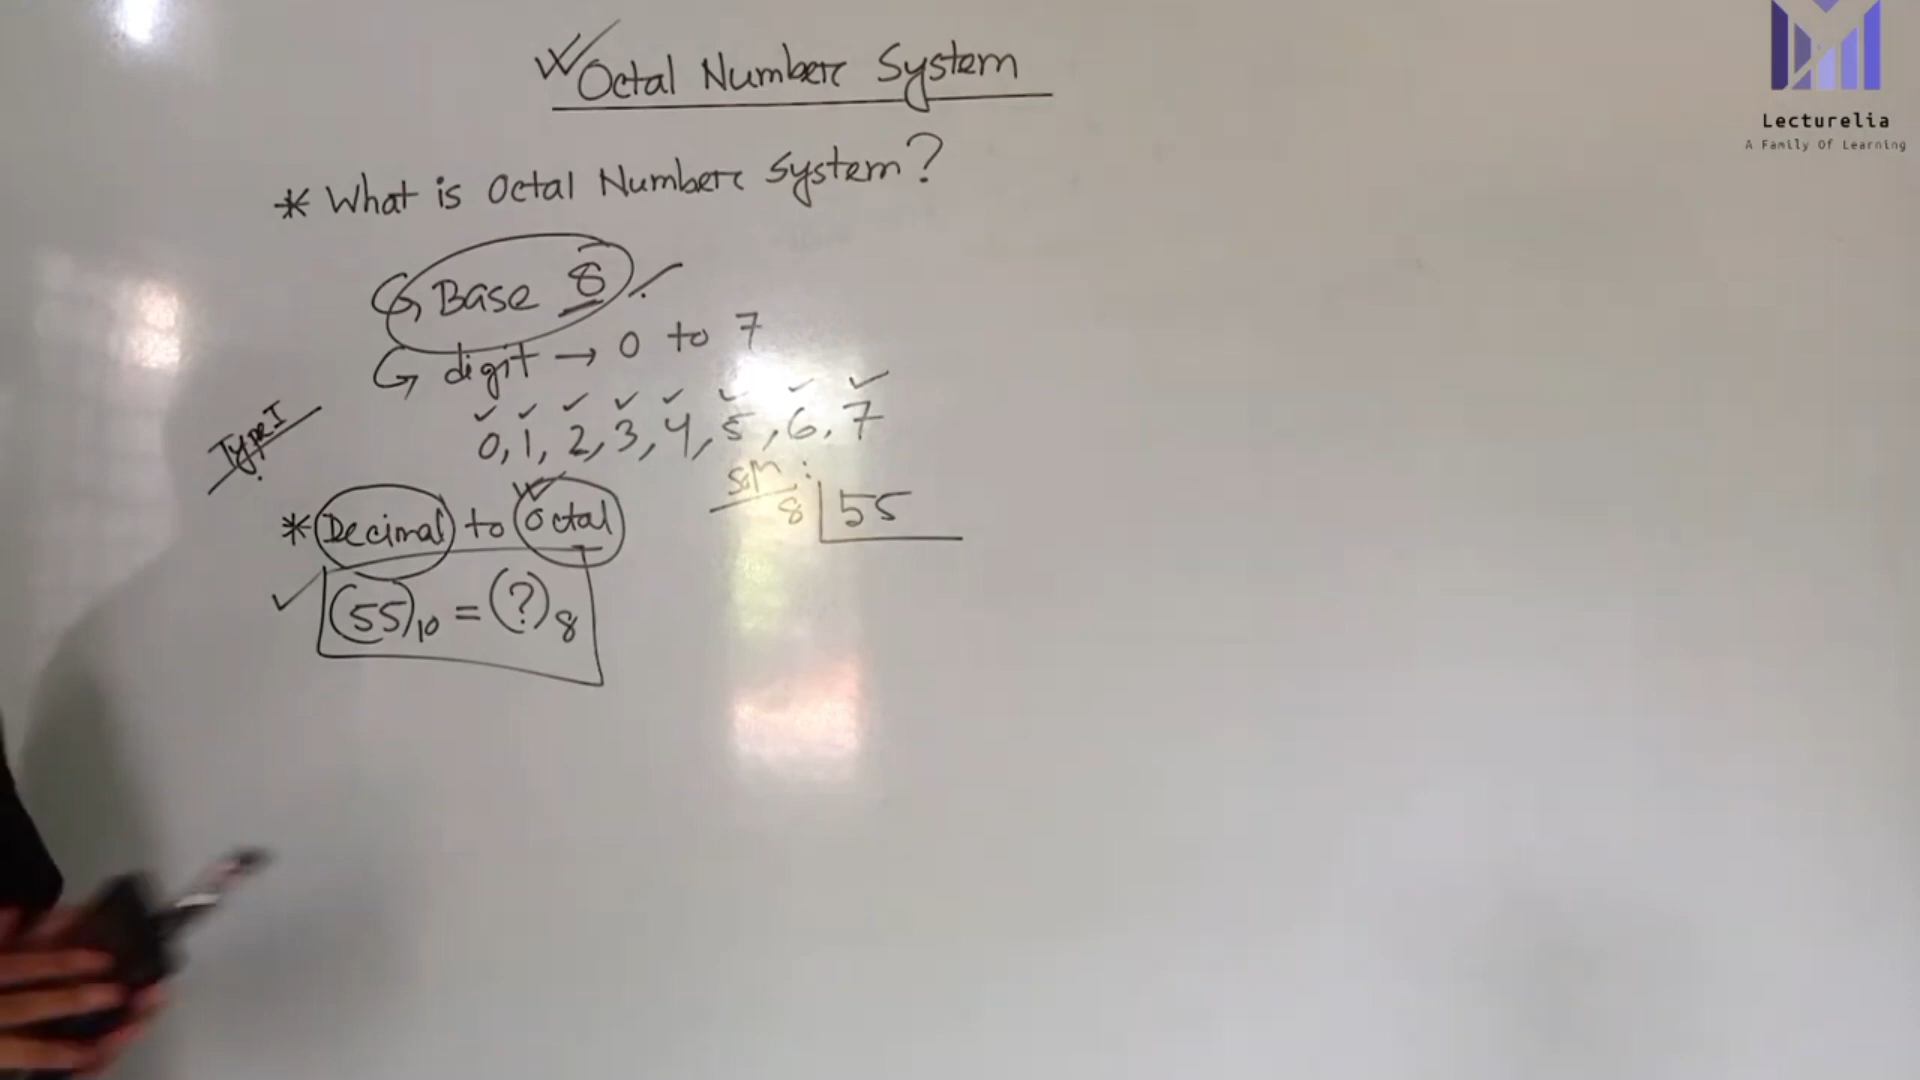 Octal Number System
* What is Octal Number System?
Base 8
digit → 0 to 7
0, 1, 2, 3, 4, 5, 6, 7
Type I
* Decimal to Octal
(55)10 = (?)8
Soln:
8 55
Lecturelia
A Family Of Learning